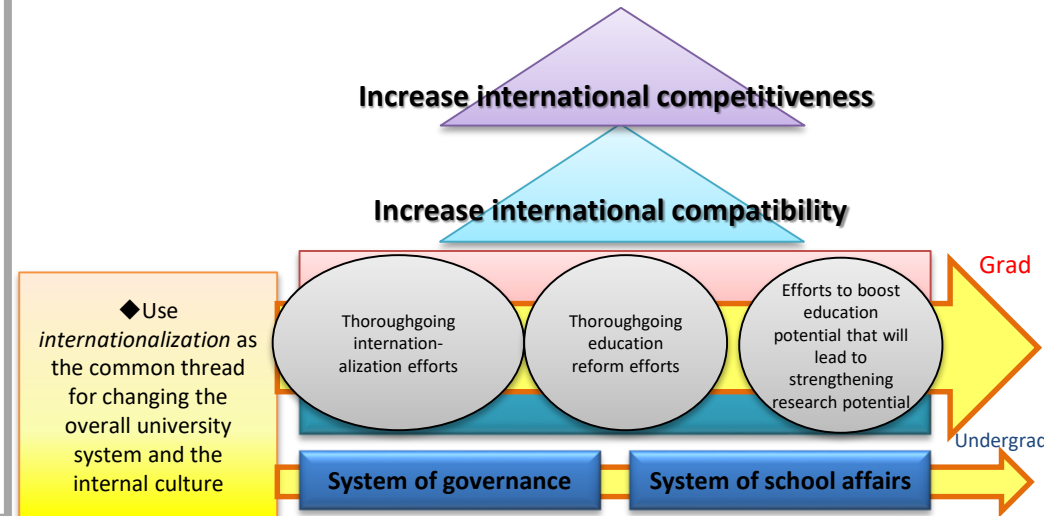 Increase international competitiveness
Increase international compatibility
Grad
◆Use
internationalization as
the common thread
for changing the
overall university
system and the
internal culture
Thoroughgoing
internation-
alization efforts
Thoroughgoing
education
reform efforts
Efforts to boost
education
potential that will
lead to
strengthening
research potential
Undergrad
System of governance
System of school affairs